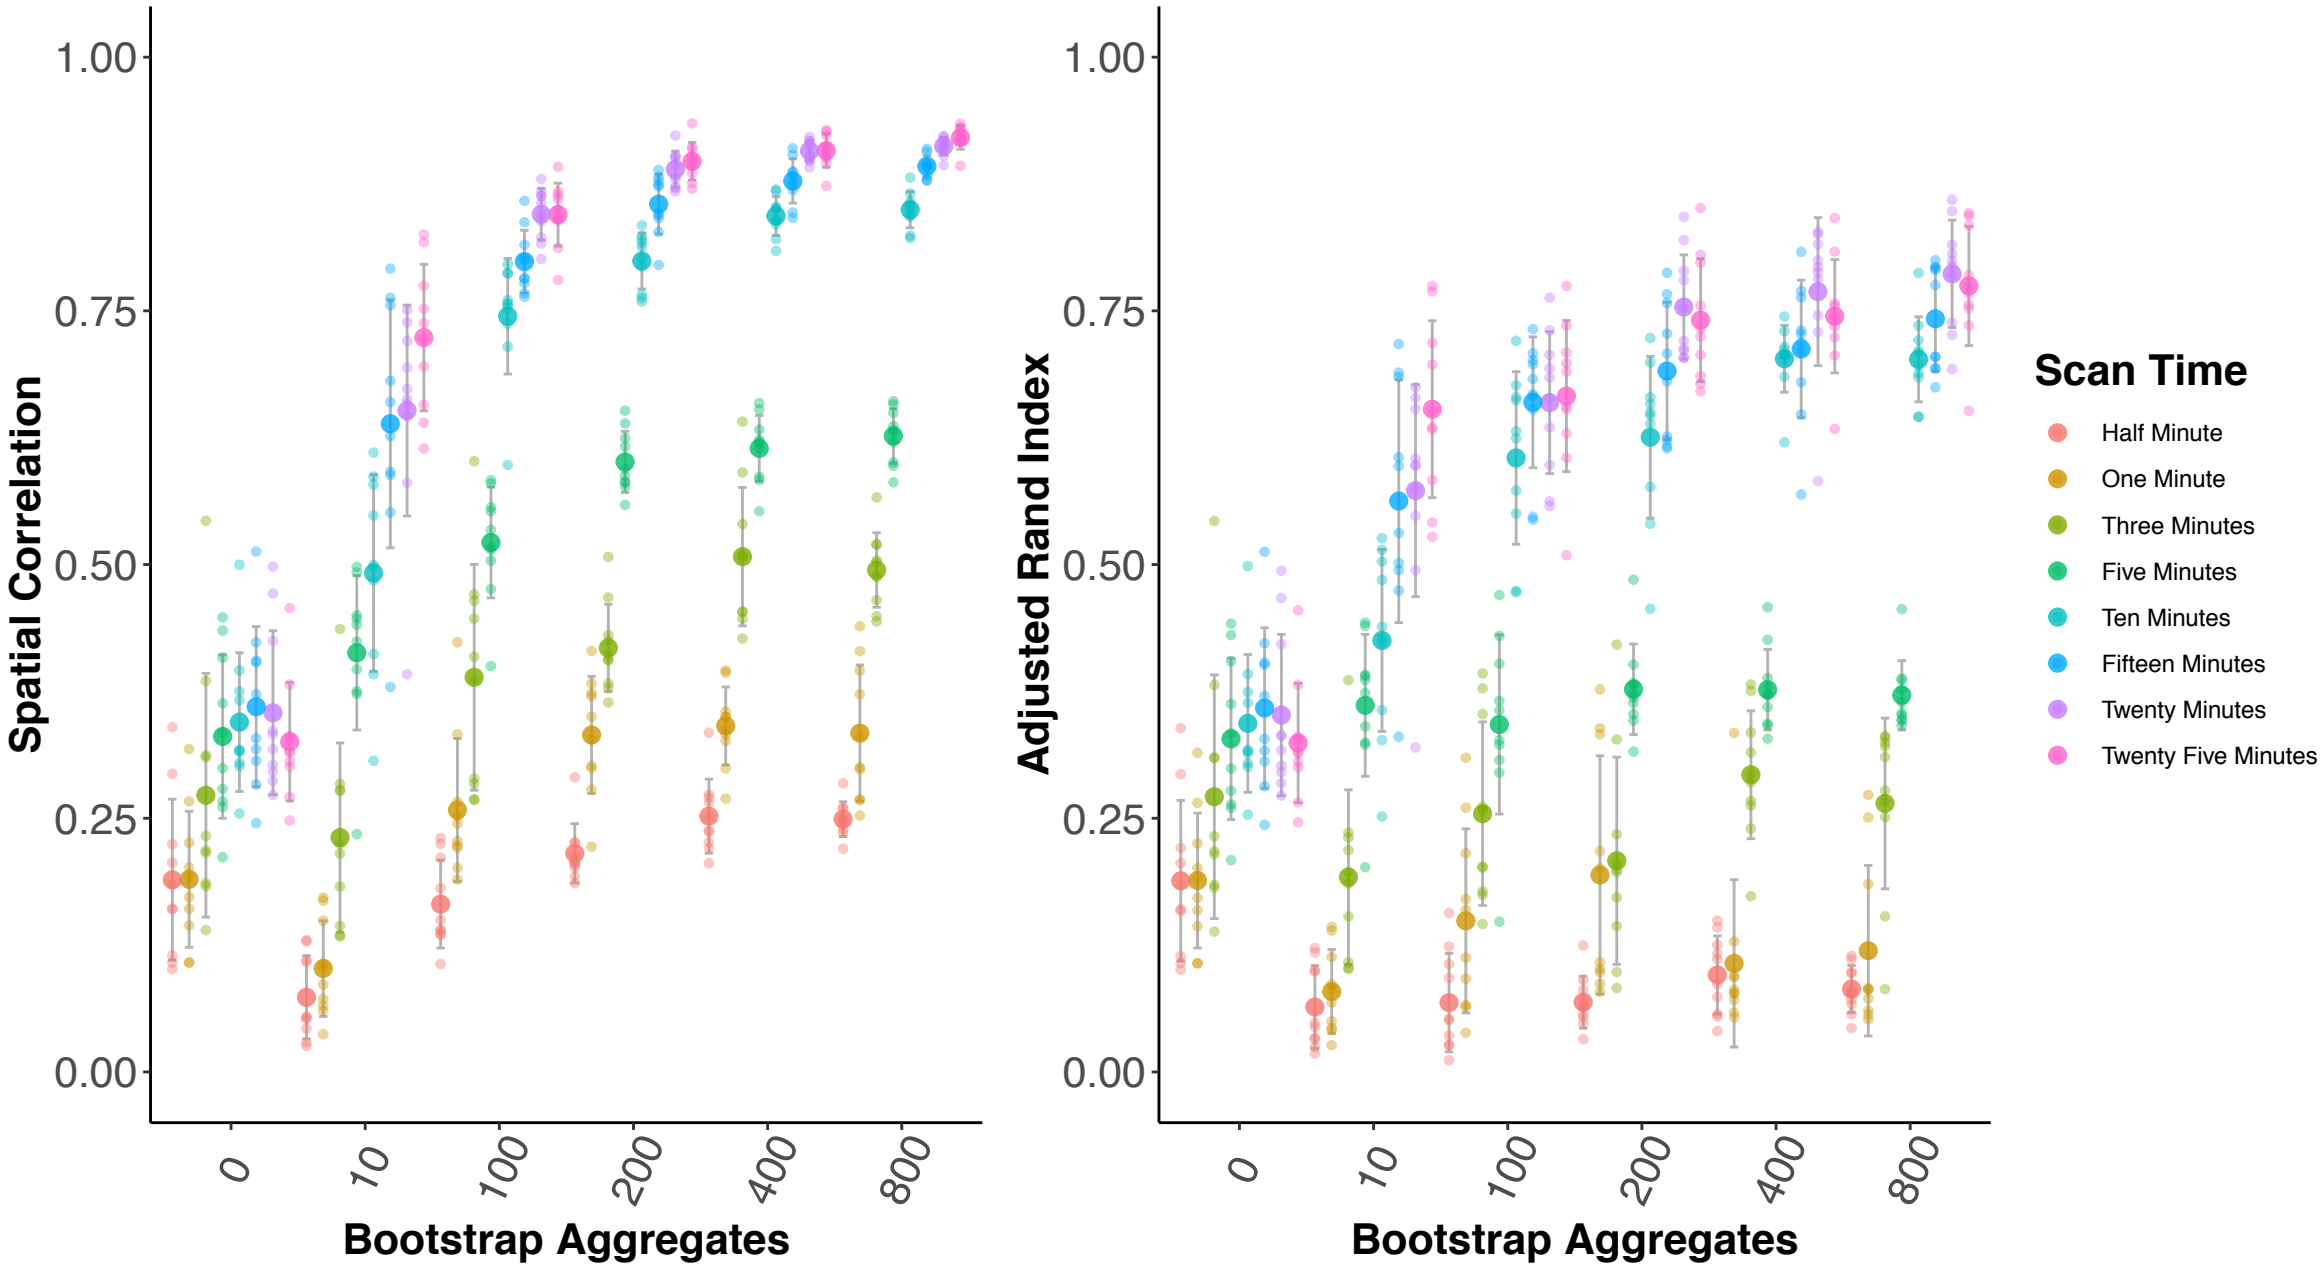 Spatial Correlation
1.00
0.75
0.50
0.25
0.00
0
10
100
200
400
800
Bootstrap Aggregates
Adjusted Rand Index
1.00
0.75
0.50
0.25
0.00
0
10
100
200
400
800
Bootstrap Aggregates
Scan Time
Half Minute
One Minute
Three Minutes
Five Minutes
Ten Minutes
Fifteen Minutes
Twenty Minutes
Twenty Five Minutes